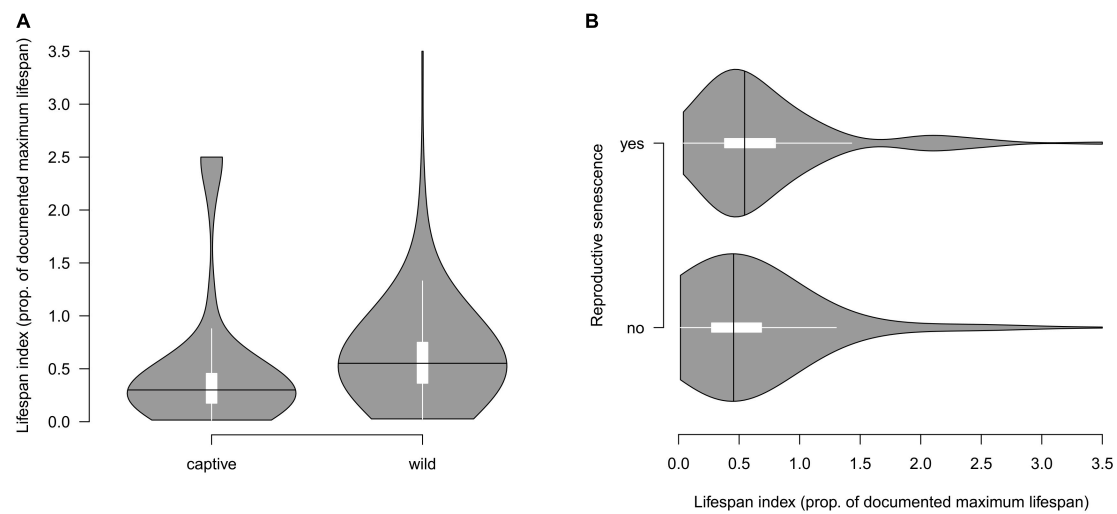 A
Lifespan index (prop. of documented maximum lifespan)
3.5
3.0
2.5
2.0
1.5
1.0
0.5
0.0
captive
wild
B
Reproductive senescence
yes
no
0.0
0.5
1.0
1.5
2.0
2.5
3.0
3.5
Lifespan index (prop. of documented maximum lifespan)